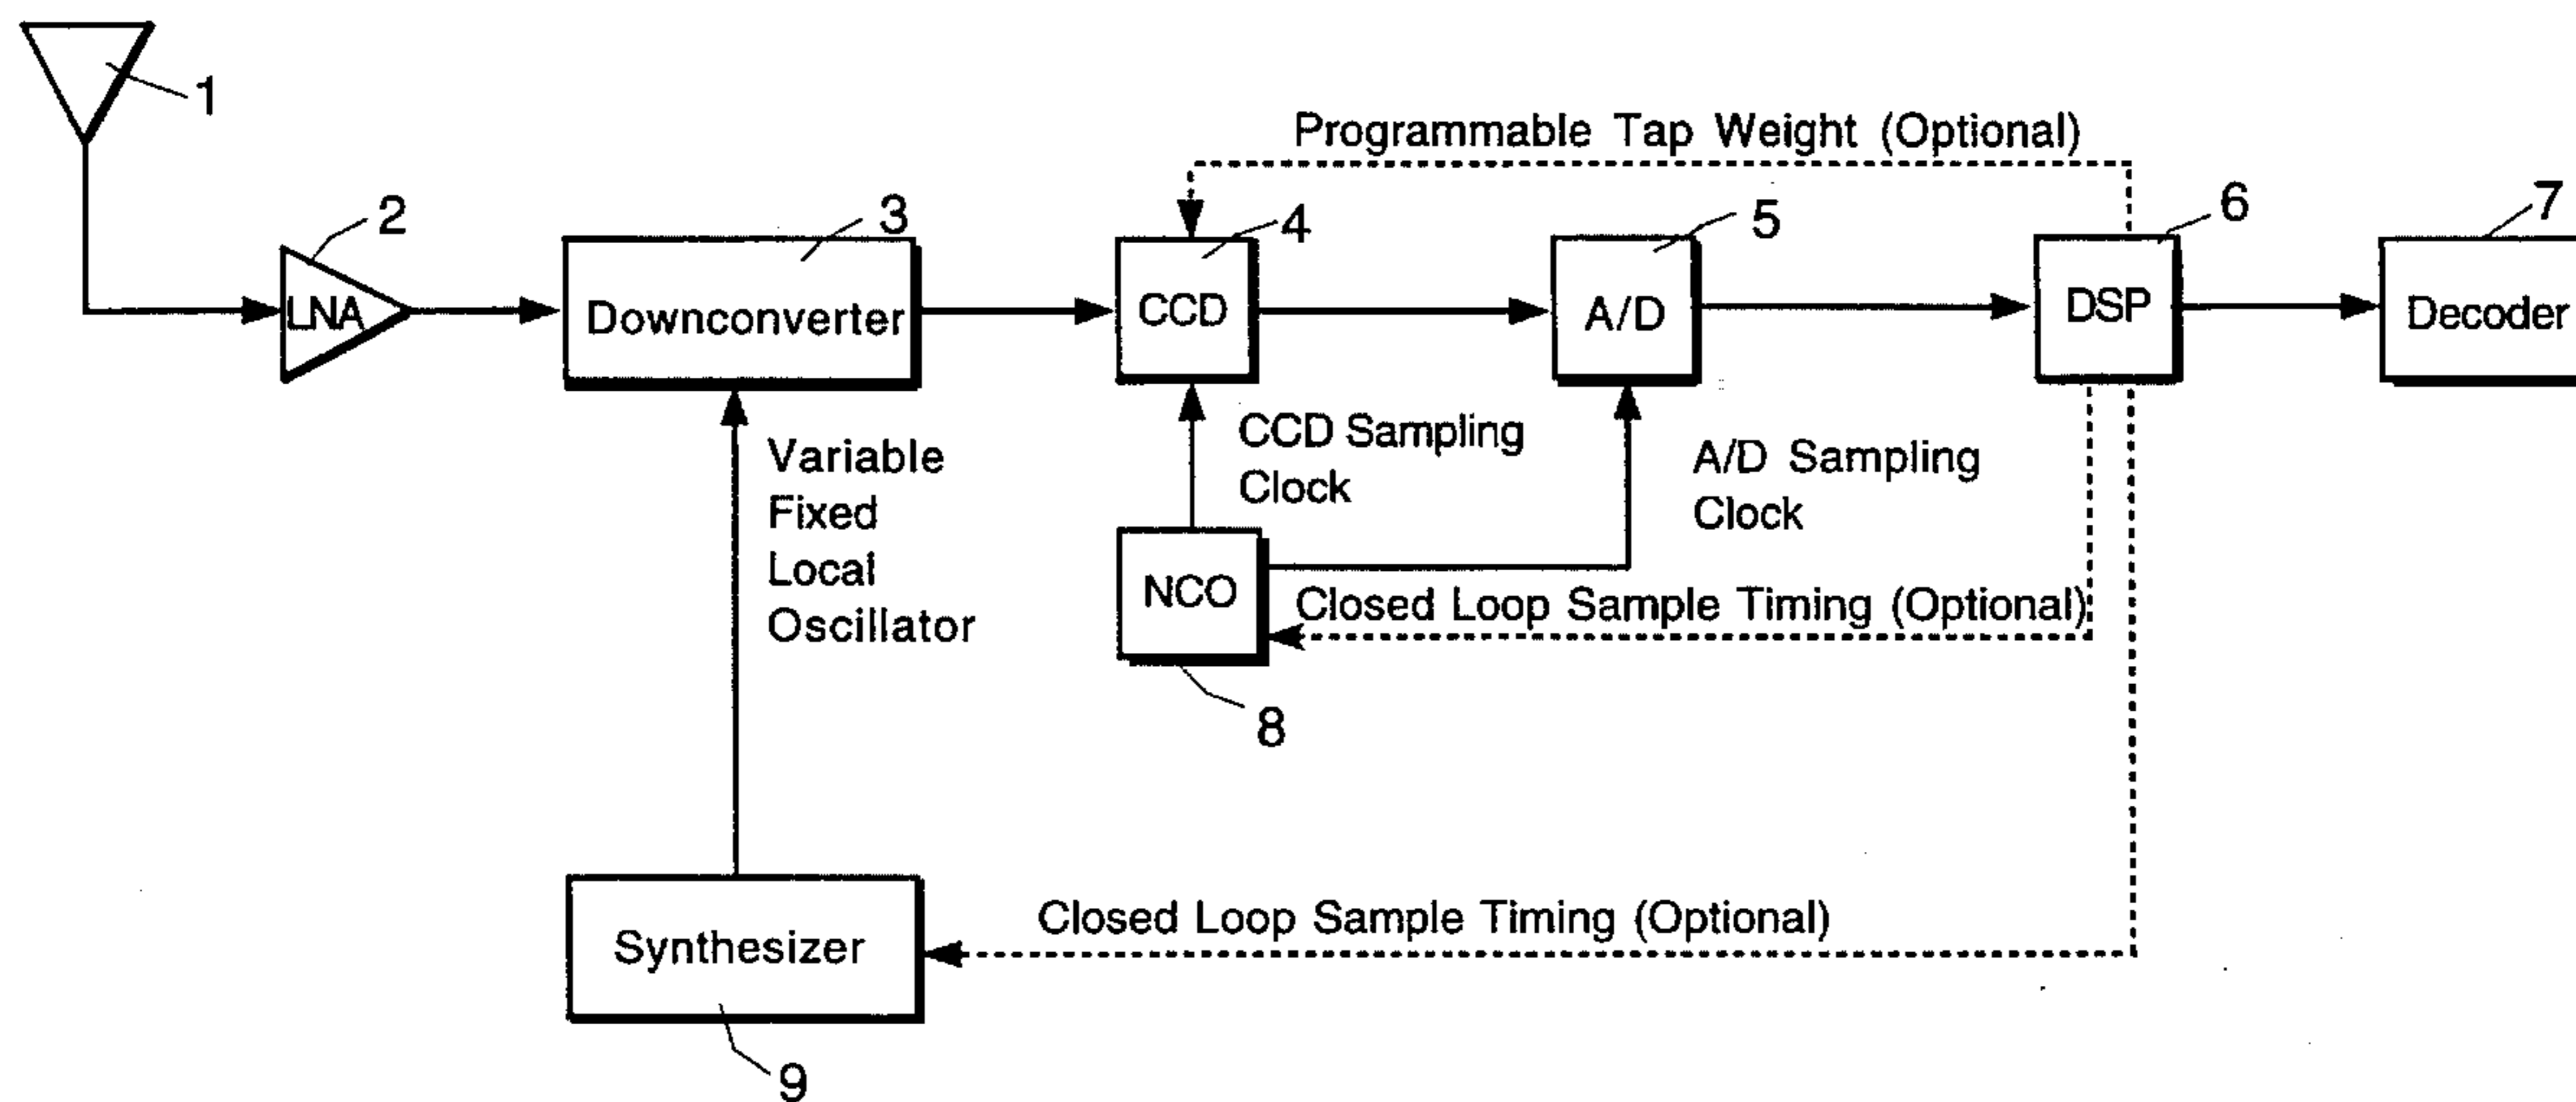 1
Programmable Tap Weight (Optional)
2
3
4
5
6
7
LNA
Downconverter
CCD
A/D
DSP
Decoder
Variable
Fixed
Local
Oscillator
CCD Sampling
Clock
A/D Sampling
Clock
NCO
Closed Loop Sample Timing (Optional)
8
Synthesizer
Closed Loop Sample Timing (Optional)
9